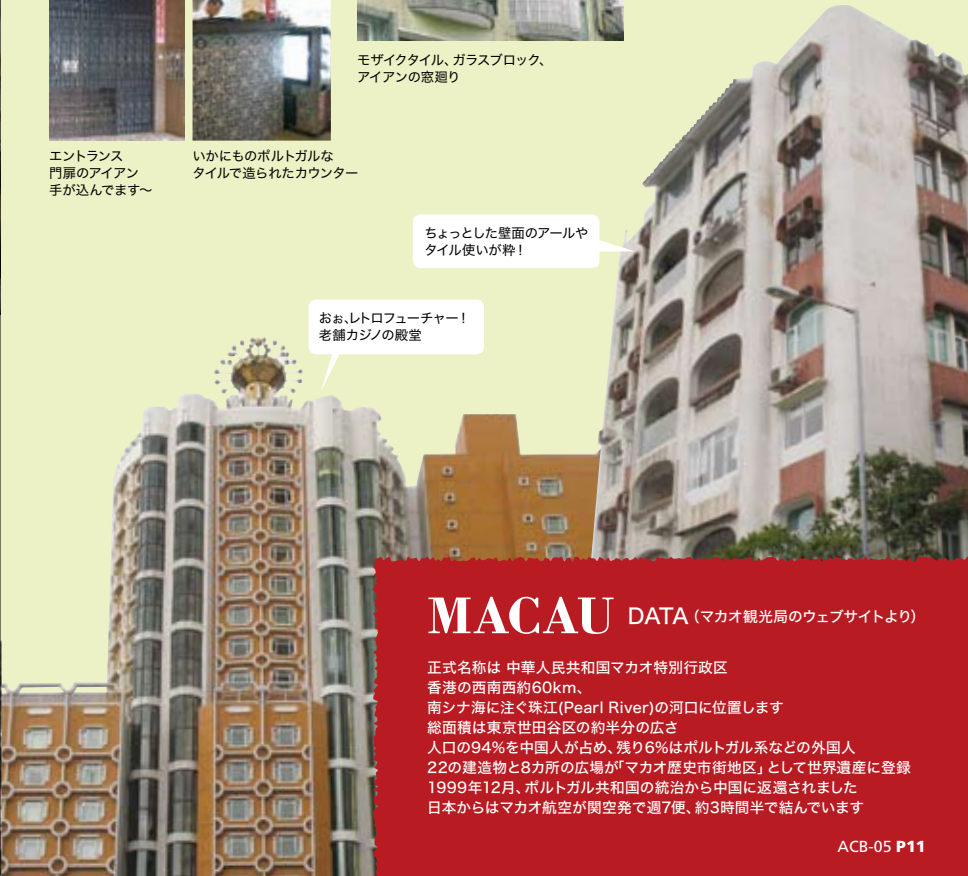 モザイクタイル、ガラスブロック、
アイアンの窓廻り
エントランス
門扉のアイアン
手が込んでます〜
いかにものポルトガルな
タイルで造られたカウンター
ちょっとした壁面のアールや
タイル使いが粋！
おぉ、レトロフューチャー！
老舗カジノの殿堂
MACAU DATA（マカオ観光局のウェブサイトより）
正式名称は 中華人民共和国マカオ特別行政区
香港の西南西約60km、
南シナ海に注ぐ珠江(Pearl River)の河口に位置します
総面積は東京世田谷区の約半分の広さ
人口の94%を中国人が占め、残り6%はポルトガル系などの外国人
22の建造物と8カ所の広場が「マカオ歴史市街地区」として世界遺産に登録
1999年12月、ポルトガル共和国の統治から中国に返還されました
日本からはマカオ航空が関空発で週7便、約3時間半で結んでいます
ACB-05 P11